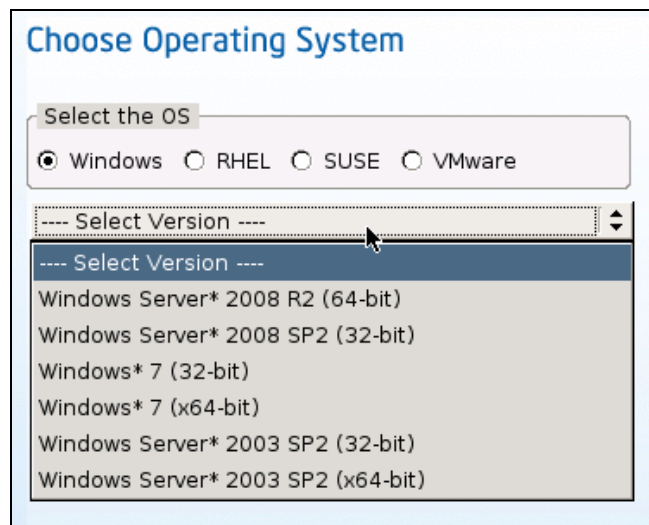 Choose Operating System
Select the OS
Windows RHEL SUSE VMware
---- Select Version ----
---- Select Version ----
Windows Server* 2008 R2 (64-bit)
Windows Server* 2008 SP2 (32-bit)
Windows* 7 (32-bit)
Windows* 7 (x64-bit)
Windows Server* 2003 SP2 (32-bit)
Windows Server* 2003 SP2 (x64-bit)